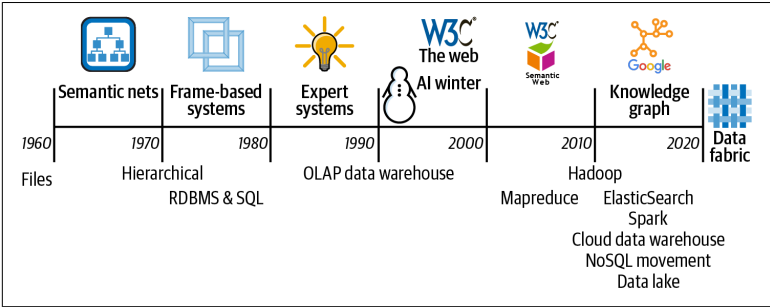 W3C®
The web
AI winter
W3C®
Semantic
Web
Google
Semantic nets
Frame-based
systems
Expert
systems
Knowledge
graph
1960
1970
1980
1990
2000
2010
2020
Data
fabric
Files
Hierarchical
OLAP data warehouse
Hadoop
RDBMS & SQL
Mapreduce
ElasticSearch
Spark
Cloud data warehouse
NoSQL movement
Data lake